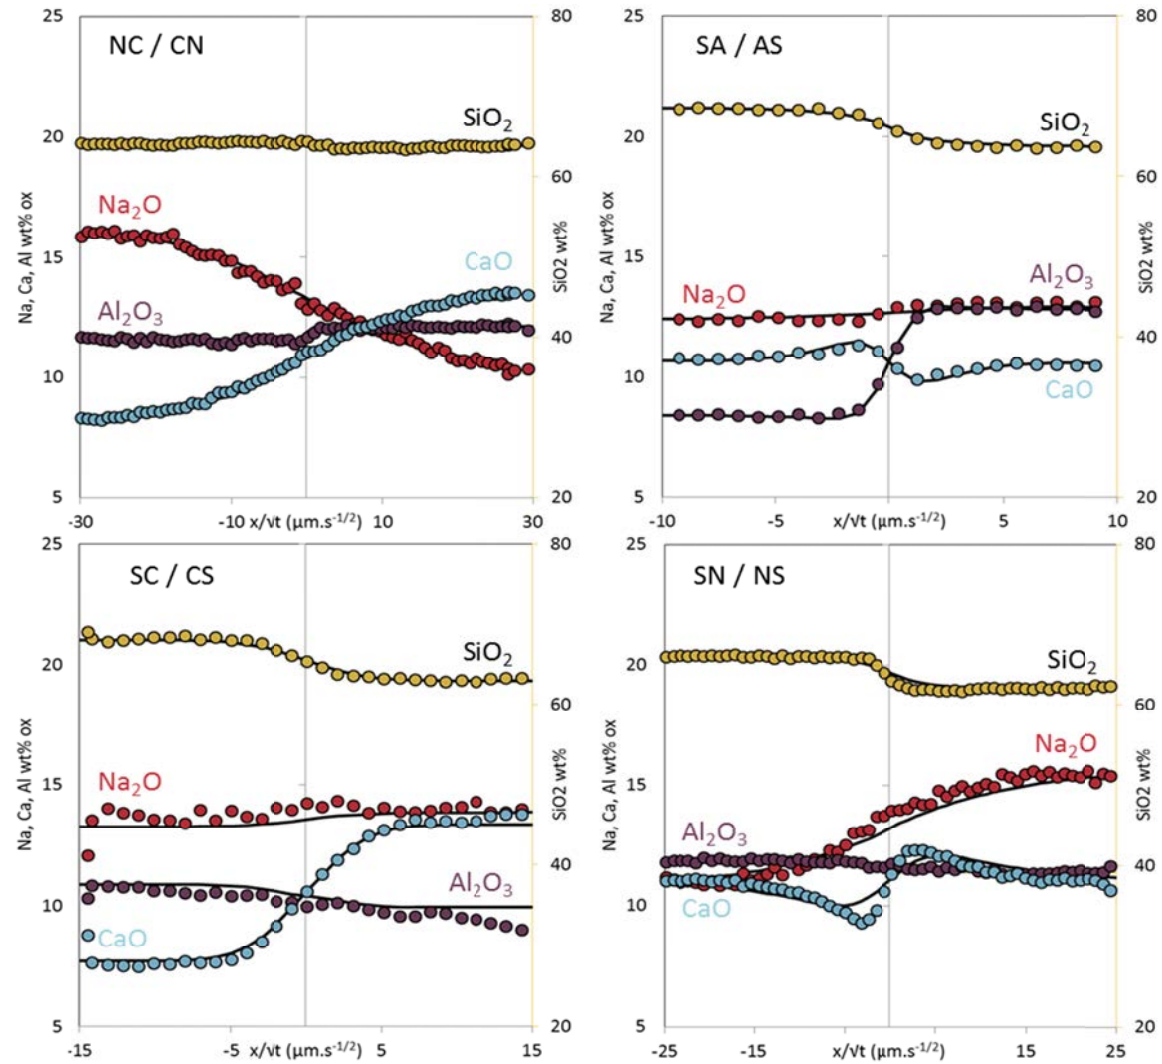 25
80
NC / CN
SiO₂
20
60
Na₂O
CaO
15
Al₂O₃
40
10
5
20
-30
-10
x/√t (µm.s⁻¹/²)
10
30
Na, Ca, Al wt% ox
SiO2 wt%
25
80
SA / AS
SiO₂
20
60
15
Al₂O₃
Na₂O
40
10
CaO
5
20
-10
-5
x/√t (µm.s⁻¹/²)
5
10
Na, Ca, Al wt% ox
SiO2 wt%
25
80
SC / CS
SiO₂
20
60
Na₂O
15
40
Al₂O₃
10
CaO
5
20
-15
-5
x/√t (µm.s⁻¹/²)
5
15
Na, Ca, Al wt% ox
SiO2 wt%
25
80
SN / NS
SiO₂
20
60
Na₂O
15
Al₂O₃
40
CaO
10
5
20
-25
-15
x/√t (µm.s⁻¹/²)
15
25
Na, Ca, Al wt% ox
SiO2 wt%